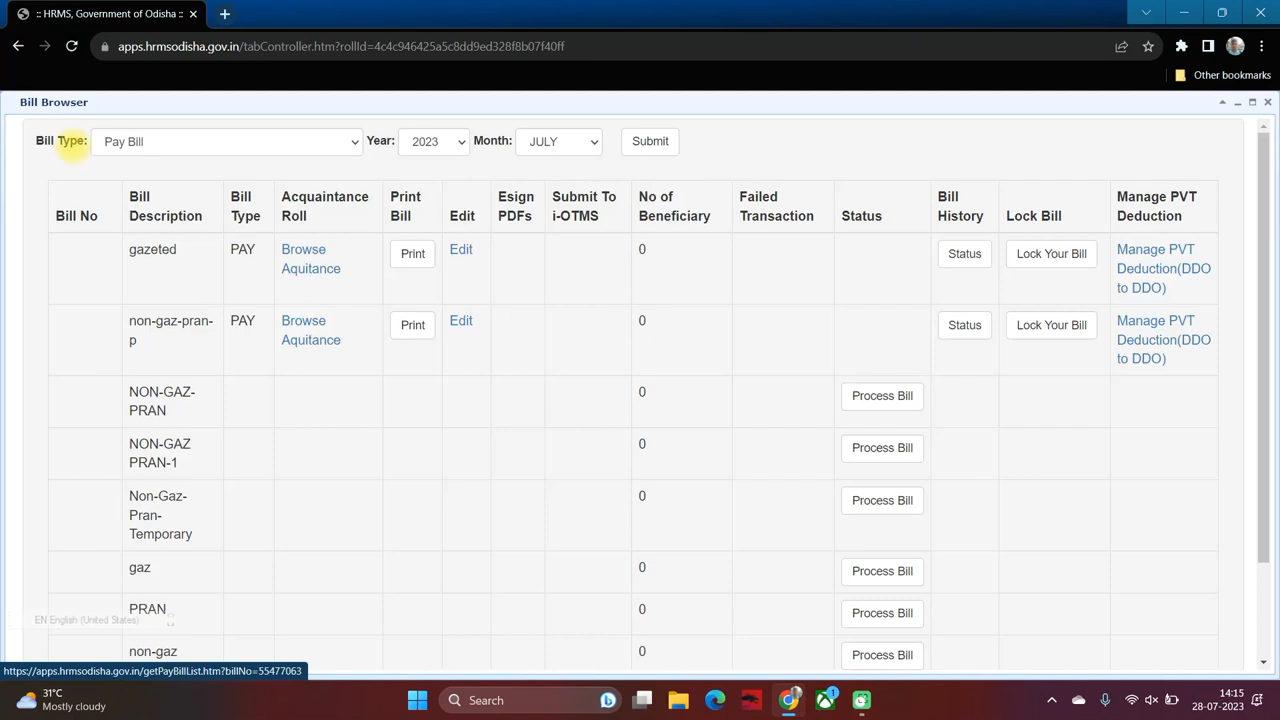 :: HRMS, Government of Odisha ::
apps.hrmsodisha.gov.in/tabController.htm?rollId=4c4c946425a5c8dd9ed328f8b07f40ff
Other bookmarks
Bill Browser
Bill Type: Pay Bill Year: 2023 Month: JULY Submit
Bill No Bill Description Bill Type Acquaintance Roll Print Bill Edit Esign PDFs Submit To i-OTMS No of Beneficiary Failed Transaction Status Bill History Lock Bill Manage PVT Deduction
gazeted PAY Browse Aquitance Print Edit 0 Status Lock Your Bill Manage PVT Deduction(DDO to DDO)
non-gaz-pran-p PAY Browse Aquitance Print Edit 0 Status Lock Your Bill Manage PVT Deduction(DDO to DDO)
NON-GAZ-PRAN 0 Process Bill
NON-GAZ PRAN-1 0 Process Bill
Non-Gaz-Pran-Temporary 0 Process Bill
gaz 0 Process Bill
PRAN 0 Process Bill
EN English (United States)
non-gaz 0 Process Bill
https://apps.hrmsodisha.gov.in/getPayBillList.htm?billNo=55477063
31°C
Mostly cloudy
Search
1
14:15
28-07-2023